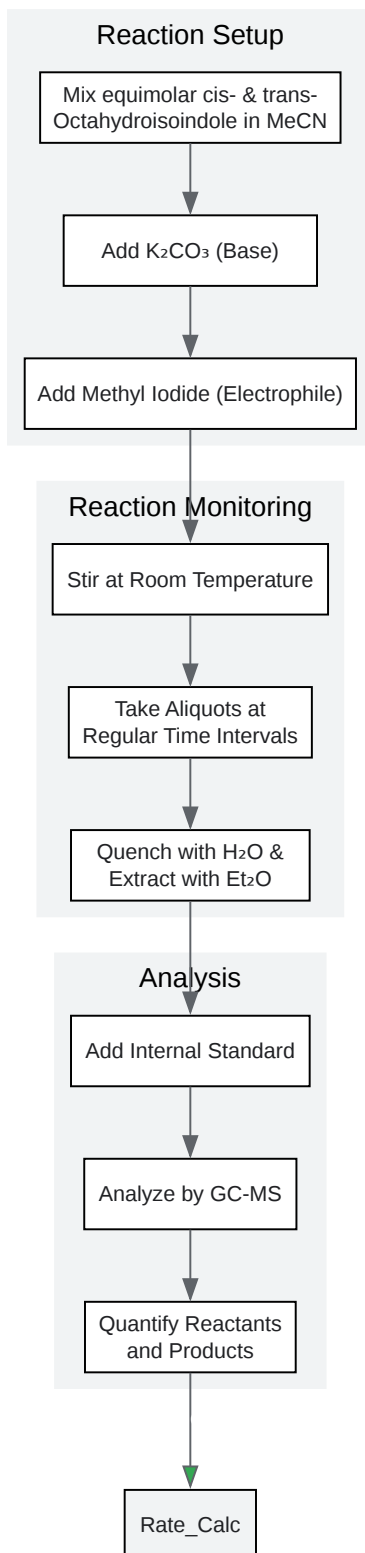 Reaction Setup
Mix equimolar cis- & trans-
Octahydroisoindole in MeCN
Add K₂CO₃ (Base)
Add Methyl Iodide (Electrophile)
Reaction Monitoring
Stir at Room Temperature
Take Aliquots at
Regular Time Intervals
Quench with H₂O &
Extract with Et₂O
Analysis
Add Internal Standard
Analyze by GC-MS
Quantify Reactants
and Products
Rate_Calc